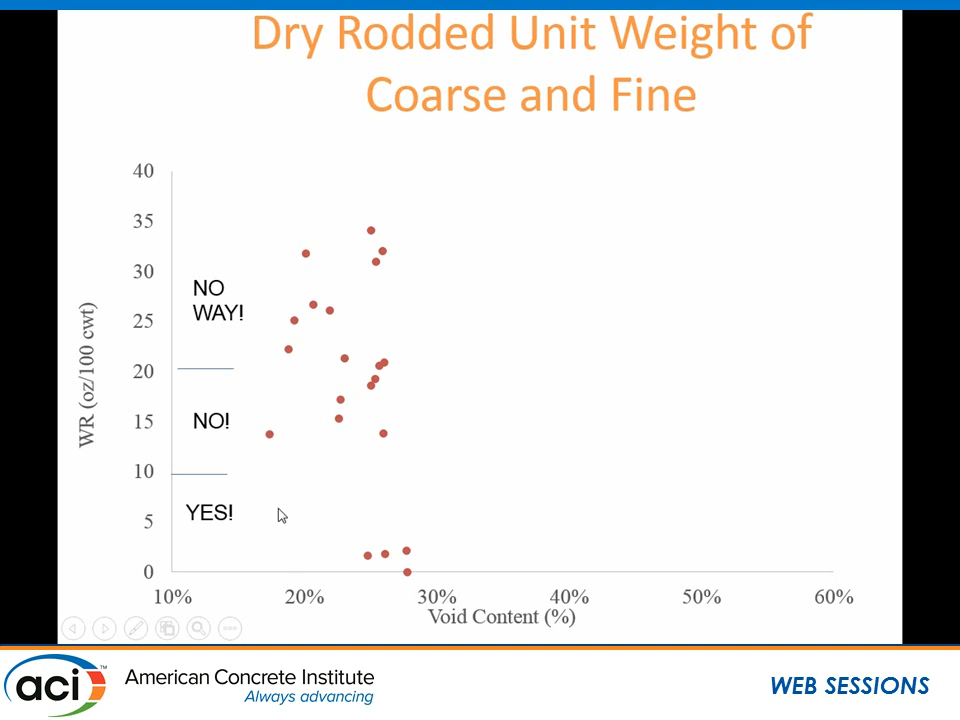 Dry Rodded Unit Weight of
Coarse and Fine
40
35
30
25
20
15
10
5
0
WR (oz/100 cwt)
NO
WAY!
NO!
YES!
10%
20%
30%
40%
50%
60%
Void Content (%)
aci™
American Concrete Institute
Always advancing
WEB SESSIONS